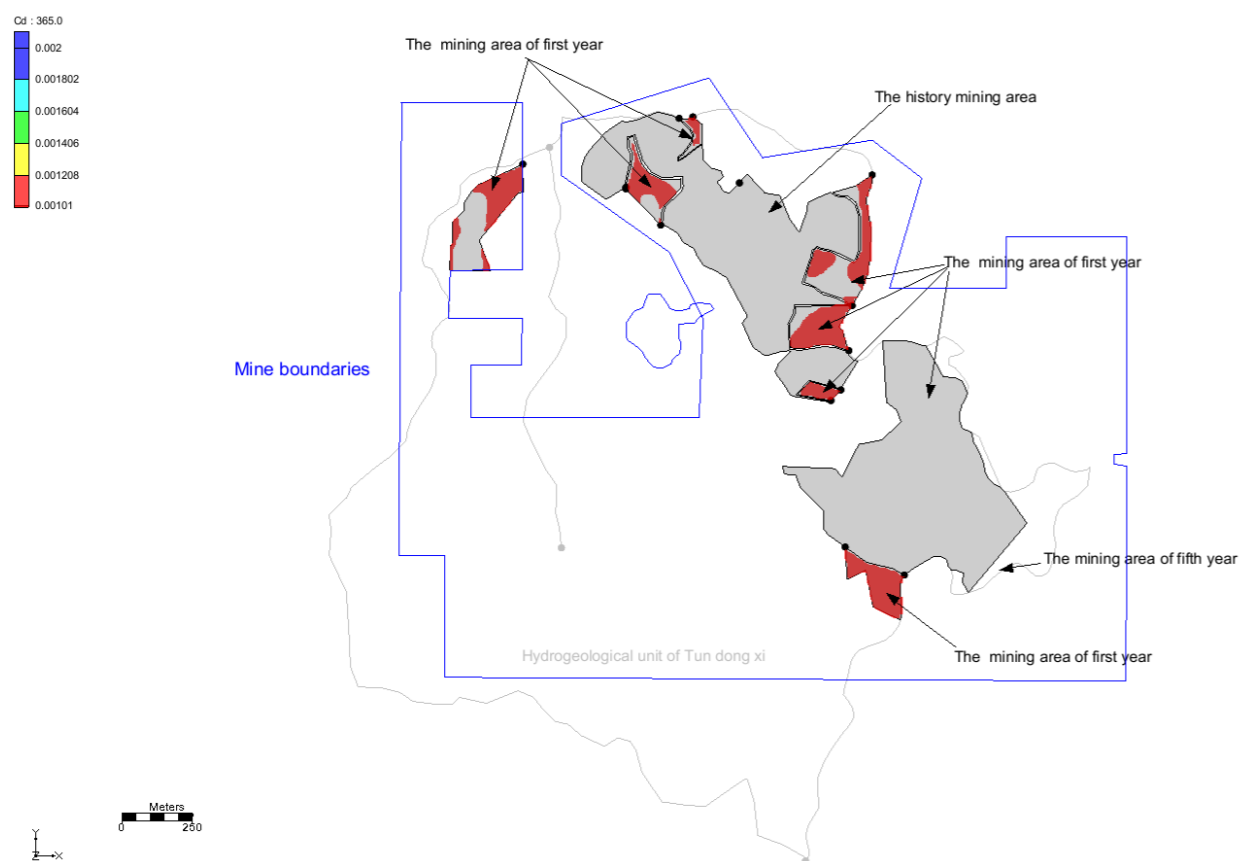 Cd : 365.0
0.002
0.001802
0.001604
0.001406
0.001208
0.00101
The mining area of first year
The history mining area
The mining area of first year
Mine boundaries
The mining area of fifth year
Hydrogeological unit of Tun dong xi
The mining area of first year
Meters
0 250
Y
Z X